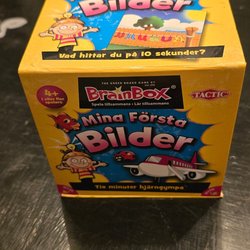 Bilder
Vad hittar du på 10 sekunder?
BrainBox
Spela tillsammans • Lär tillsammans
4+
TACTIC
Mina Första
Bilder
Tio minuter hjärngympa